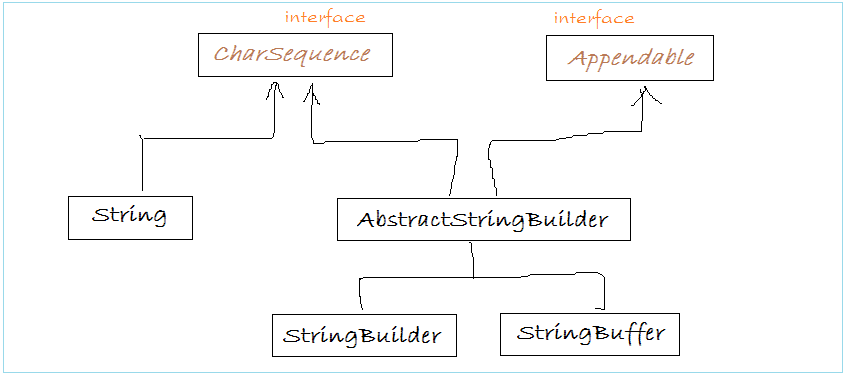 interface
interface
CharSequence
Appendable
String
AbstractStringBuilder
StringBuilder
StringBuffer